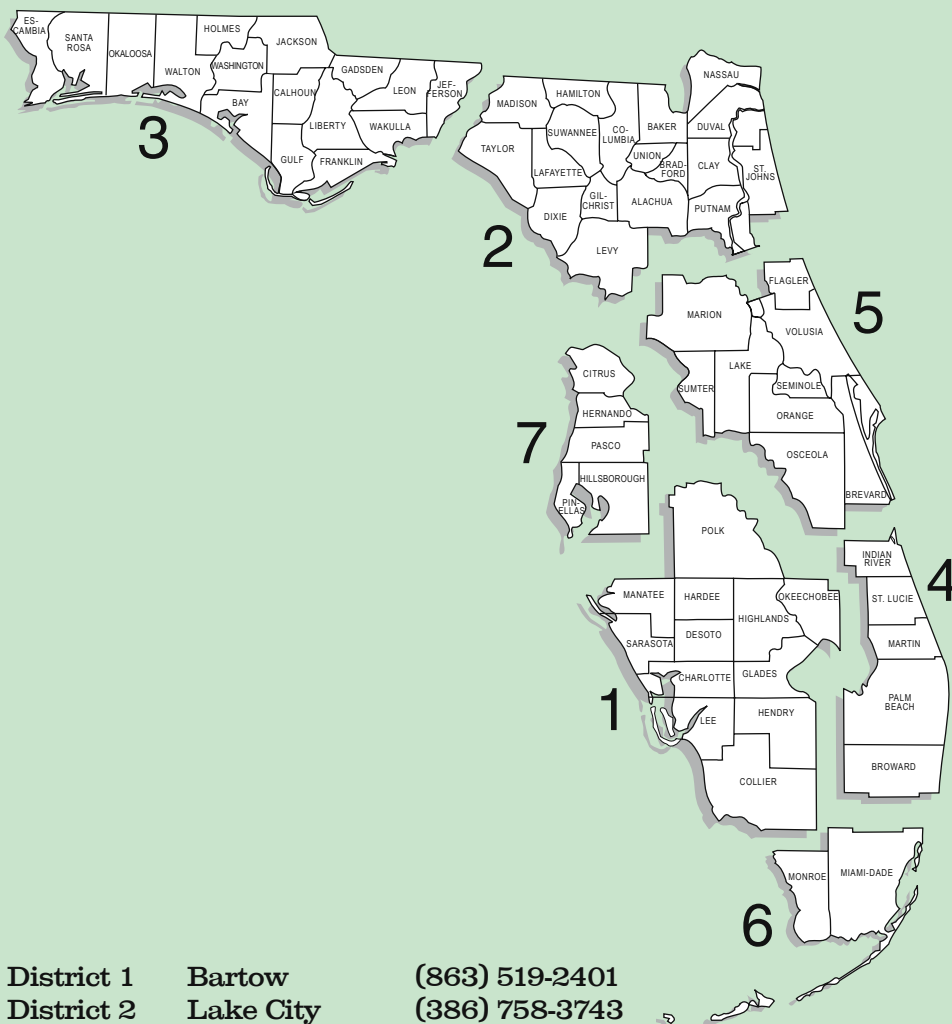 ES-
CAMBIA
SANTA
ROSA
OKALOOSA
WALTON
HOLMES
WASHINGTON
JACKSON
BAY
CALHOUN
GULF
GADSDEN
LIBERTY
FRANKLIN
LEON
WAKULLA
JEF-
FERSON
3
MADISON
TAYLOR
HAMILTON
SUWANNEE
LAFAYETTE
DIXIE
CO-
LUMBIA
GIL-
CHRIST
LEVY
BAKER
UNION
BRAD-
FORD
ALACHUA
NASSAU
DUVAL
CLAY
PUTNAM
ST.
JOHNS
2
FLAGLER
VOLUSIA
MARION
LAKE
SUMTER
SEMINOLE
ORANGE
OSCEOLA
BREVARD
5
CITRUS
HERNANDO
PASCO
HILLSBOROUGH
PIN-
ELLAS
7
POLK
MANATEE
HARDEE
OKEECHOBEE
HIGHLANDS
SARASOTA
DESOTO
CHARLOTTE
GLADES
LEE
HENDRY
COLLIER
1
INDIAN
RIVER
ST. LUCIE
MARTIN
PALM
BEACH
BROWARD
4
MONROE
MIAMI-DADE
6
District 1 Bartow (863) 519-2401
District 2 Lake City (386) 758-3743